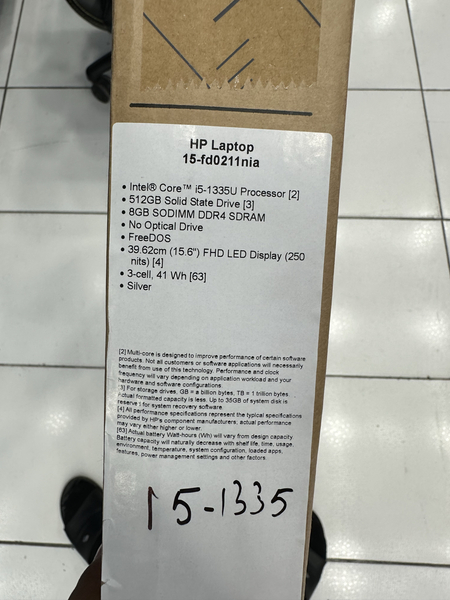 HP Laptop
15-fd0211nia
• Intel® Core™ i5-1335U Processor [2]
• 512GB Solid State Drive [3]
• 8GB SODIMM DDR4 SDRAM
• No Optical Drive
• FreeDOS
• 39.62cm (15.6") FHD LED Display (250
nits) [4]
• 3-cell, 41 Wh [63]
• Silver
[2] Multi-core is designed to improve performance of certain software
products. Not all customers or software applications will necessarily
benefit from use of this technology. Performance and clock
frequency will vary depending on application workload and your
hardware and software configurations.
[3] For storage drives, GB = a billion bytes, TB = 1 trillion bytes
Actual formatted capacity is less. Up to 35GB of system disk is
reserved for system recovery software.
[4] All performance specifications represent the typical specifications
provided by HP's component manufacturers; actual performance
may vary either higher or lower.
[63] Actual battery Watt-hours (Wh) will vary from design capacity
Battery capacity will naturally decrease with shelf life, time, usage,
environment, temperature, system configuration, loaded apps,
features, power management settings and other factors.
15-1335